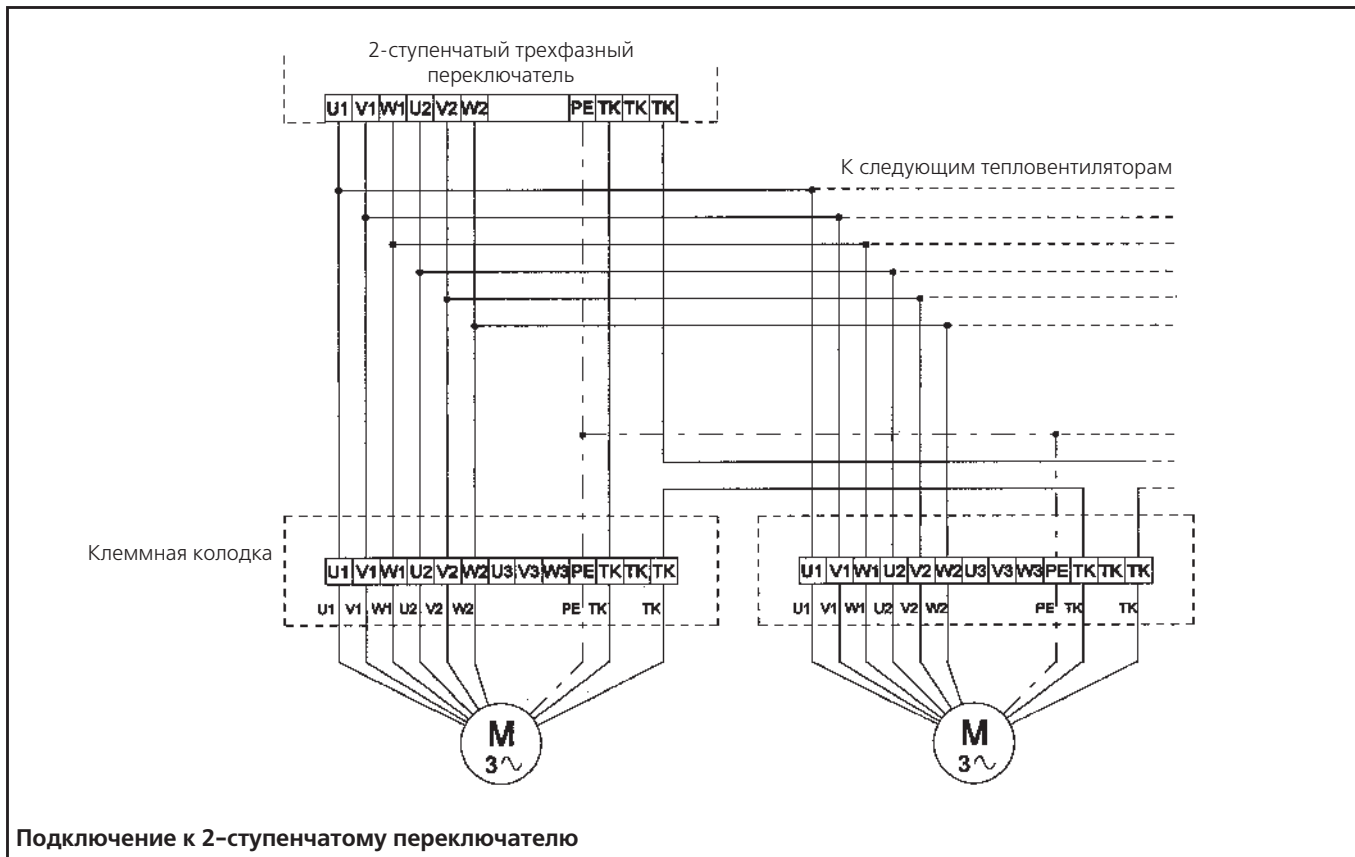 2-ступенчатый трехфазный
переключатель
U1 V1 W1 U2 V2 W2 PE TK TK TK
К следующим тепловентиляторам
Клеммная колодка
U1 V1 W1 U2 V2 W2 U3 V3 W3 PE TK TK TK
U1 V1 W1 U2 V2 W2 PE TK TK
U1 V1 W1 U2 V2 W2 U3 V3 W3 PE TK TK TK
U1 V1 W1 U2 V2 W2 PE TK TK
M
3~
M
3~
Подключение к 2-ступенчатому переключателю